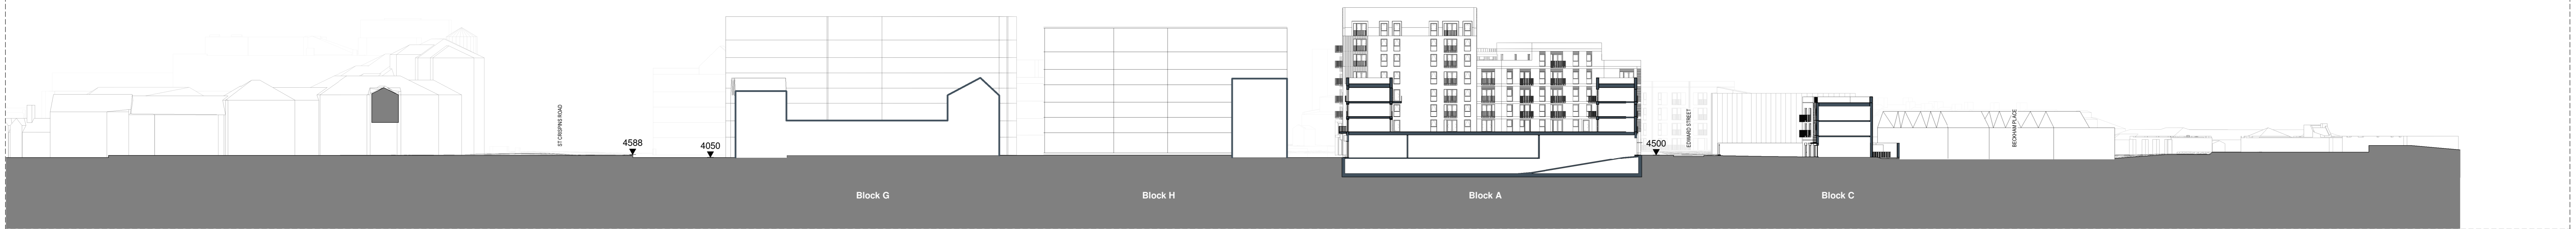 ST CRISPINS ROAD
4588
4050
EDWARD STREET
4500
BECKHAM PLACE
Block G
Block H
Block A
Block C